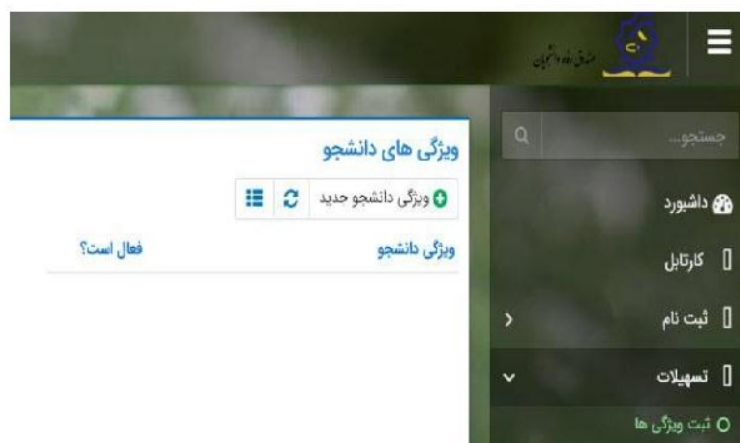 صندوق رفاه دانشجویان
جستجو...
داشبورد
کارتابل
ثبت نام
تسهیلات
ثبت ویژگی ها
ویژگی های دانشجو
ویژگی دانشجو جدید
ویژگی دانشجو
فعال است؟